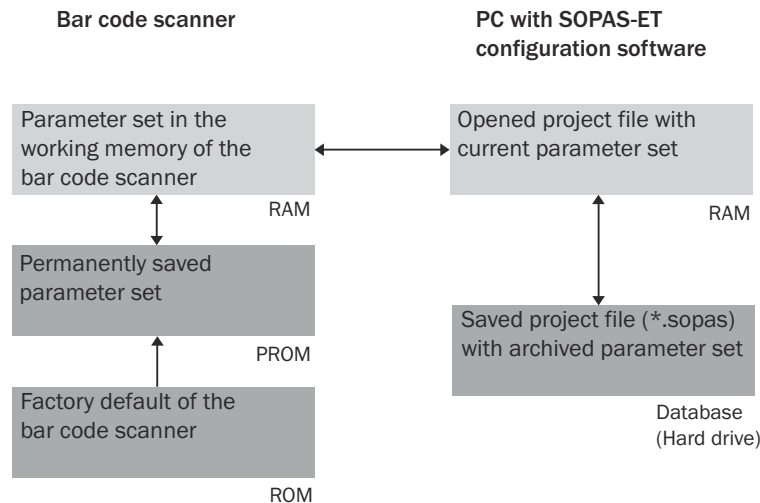 Bar code scanner
PC with SOPAS-ET
configuration software
Parameter set in the
working memory of the
bar code scanner
RAM
Opened project file with
current parameter set
RAM
Permanently saved
parameter set
PROM
Saved project file (*.sopas)
with archived parameter set
Database
(Hard drive)
Factory default of the
bar code scanner
ROM